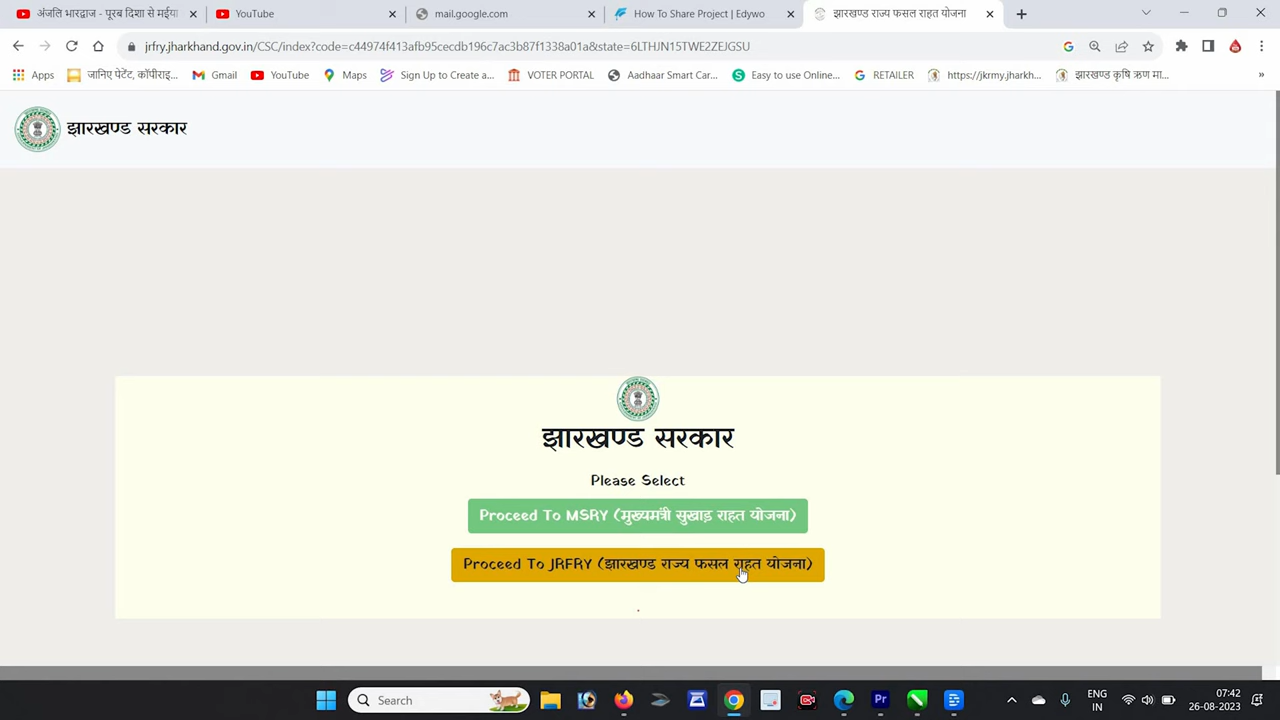 अंजलि भारद्वाज - पूरब दिशा से मईया
YouTube
mail.google.com
How To Share Project | Edywo
झारखण्ड राज्य फसल राहत योजना
jrfry.jharkhand.gov.in/CSC/index?code=c44974f413afb95cecdb196c7ac3b87f1338a01a&state=6LTHJN15TWE2ZEJGSU
Apps
जानिए पेटेंट, कॉपीराइ...
Gmail
YouTube
Maps
Sign Up to Create a...
VOTER PORTAL
Aadhaar Smart Car...
Easy to use Online...
RETAILER
https://jkrmy.jharkh...
झारखण्ड कृषि ऋण मा...
»
झारखण्ड सरकार
झारखण्ड सरकार
Please Select
Proceed To MSRY (मुख्यमंत्री सुखाड़ राहत योजना)
Proceed To JRFRY (झारखण्ड राज्य फसल राहत योजना)
.
Search
Pr
ENG
IN
07:42
26-08-2023